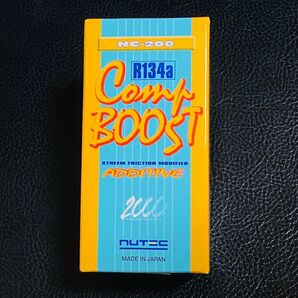 NC-200
R134a
Comp
BOOST
XTREEM FRICTION MODIFIER
ADDITIVE
2000
NUTEC
MADE IN JAPAN